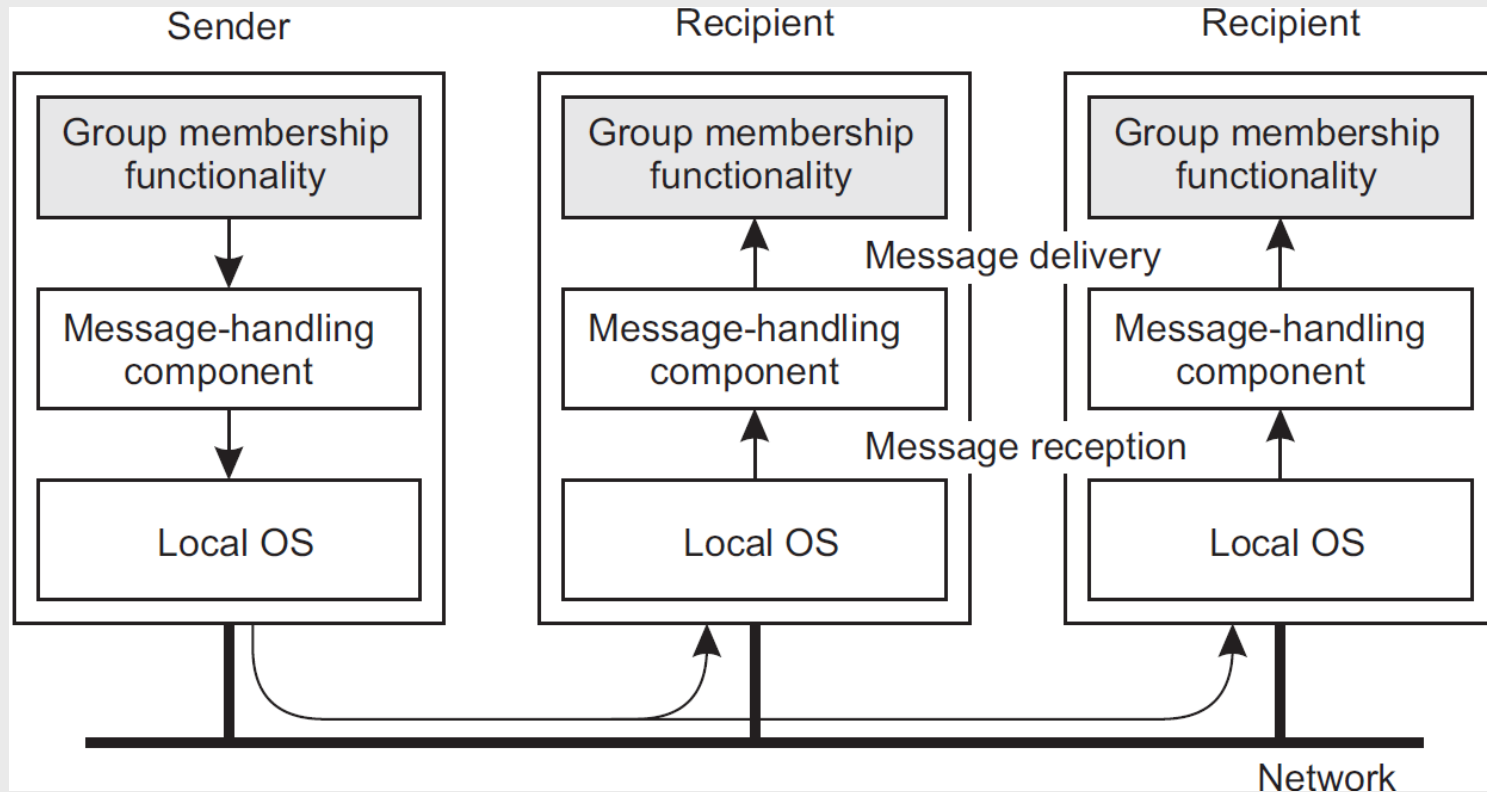 Sender
Recipient
Recipient
Group membership
functionality
Group membership
functionality
Group membership
functionality
Message delivery
Message-handling
component
Message-handling
component
Message-handling
component
Message reception
Local OS
Local OS
Local OS
Network